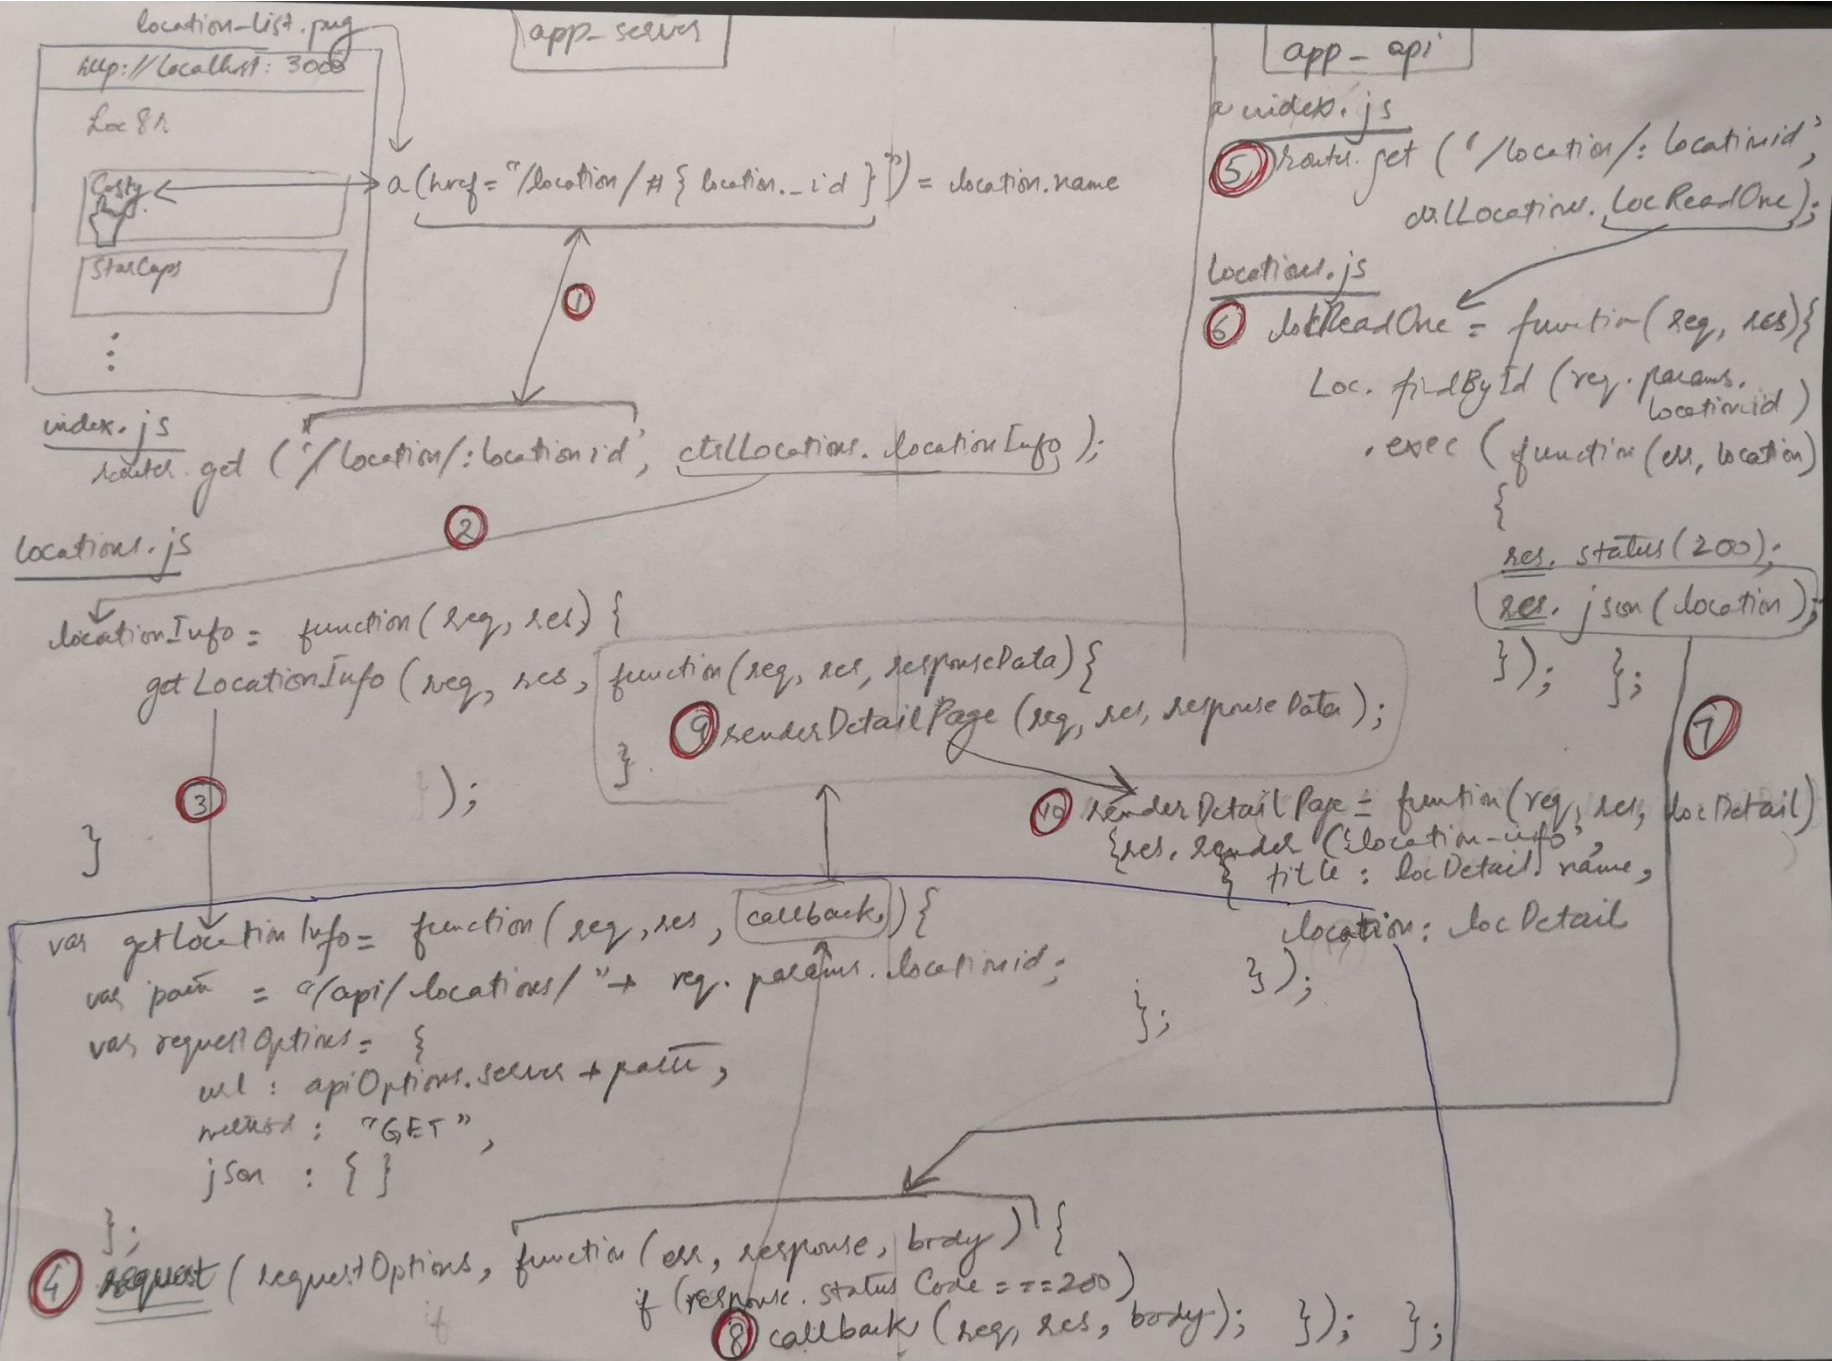 location-list.pug
http://localhost: 3000
Loc8r
Costy
StarCups
app_server
a(href="/location/#{location._id}") = location.name
①
index.js
router.get('/location/:locationid', ctrlLocations.locationInfo);
②
locations.js
locationInfo = function(req, res) {
getLocationInfo(req, res, function(req, res, responseData){
⑨ renderDetailPage(req, res, responseData);
}
③
});
}
⑩ renderDetailPage = function(req, res, locDetail)
{res.render('location-info',
{ title: locDetail.name,
location: locDetail
});
};
var getLocationInfo = function(req, res, callback){
var path = "/api/locations/" + req.params.locationid;
var requestOptions = {
url : apiOptions.server + path,
method : "GET",
json : { }
};
④ request(requestOptions, function(err, response, body) {
if
if (response.statusCode === 200)
⑧ callback(req, res, body); }); };
app_api
index.js
⑤ router.get('/location/:locationid',
ctrlLocations.locReadOne);
locations.js
⑥ locReadOne = function(req, res){
Loc.findById(req.params.
locationid)
.exec(function(err, location)
{
res.status(200);
res.json(location);
}); };
⑦